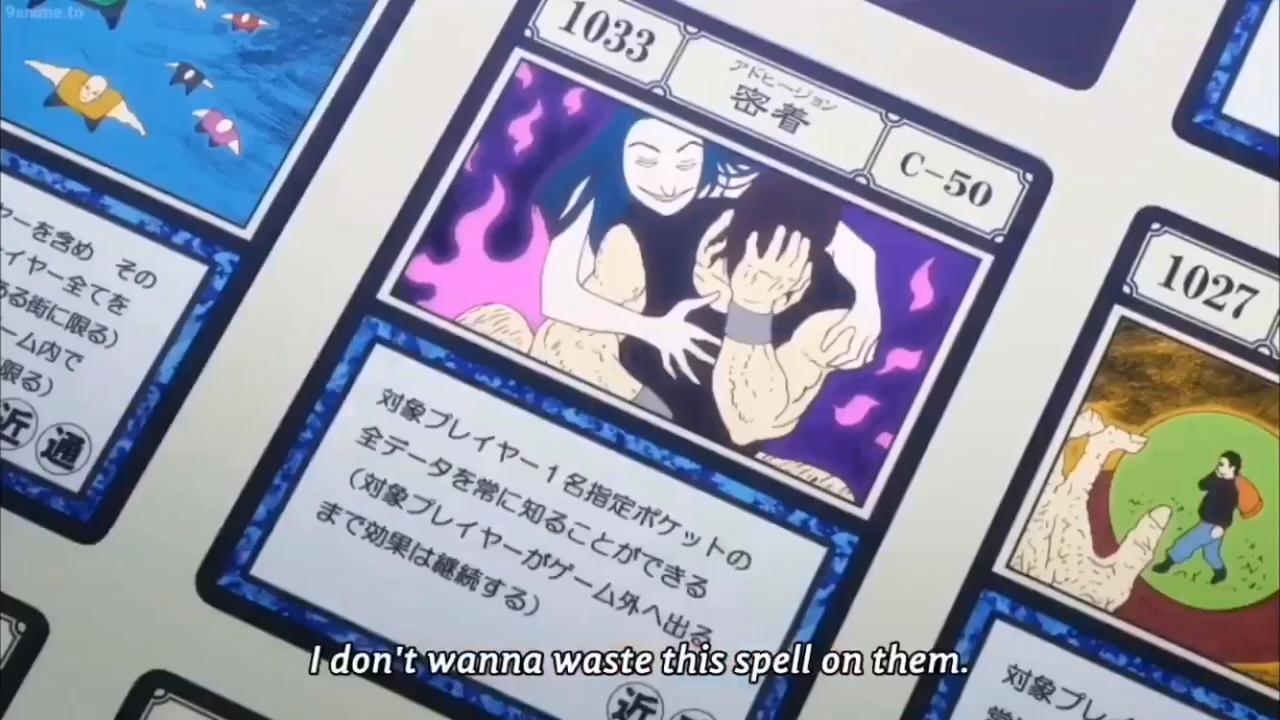 9anime.to
1033
アドヒージョン
密着
C-50
対象プレイヤー1名指定ポケットの
全データを常に知ることができる
(対象プレイヤーがゲーム外へ出る
まで効果は継続する)
近
ヤーを含め その
イヤー全てを
ある街に限る)
ーム内で
限る)
近 通
1027
対象プレ
I don't wanna waste this spell on them.